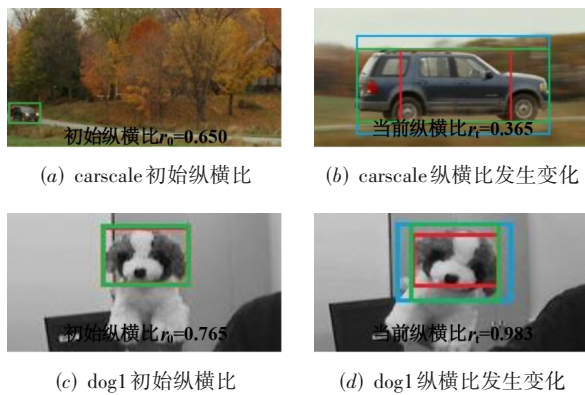 初始纵横比r0=0.650
当前纵横比rt=0.365
(a) carscale初始纵横比
(b) carscale纵横比发生变化
初始纵横比r0=0.765
当前纵横比rt=0.983
(c) dog1初始纵横比
(d) dog1纵横比发生变化